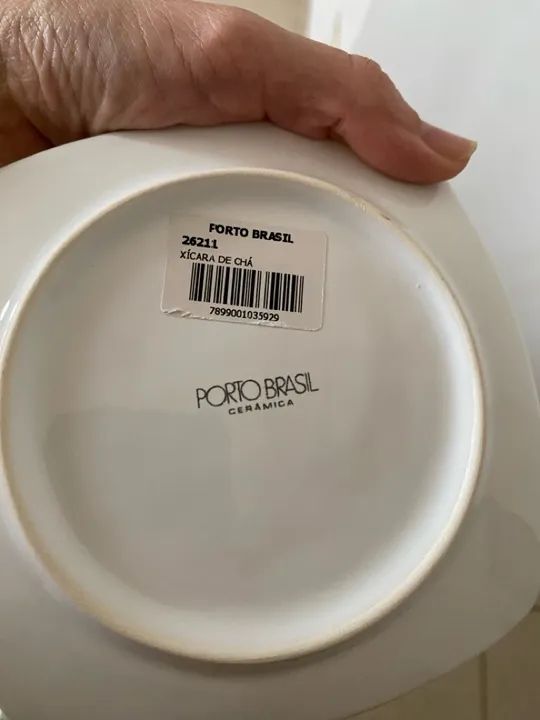 PORTO BRASIL
26211
XÍCARA DE CHÁ
7899001035929
PORTO BRASIL
CERÂMICA